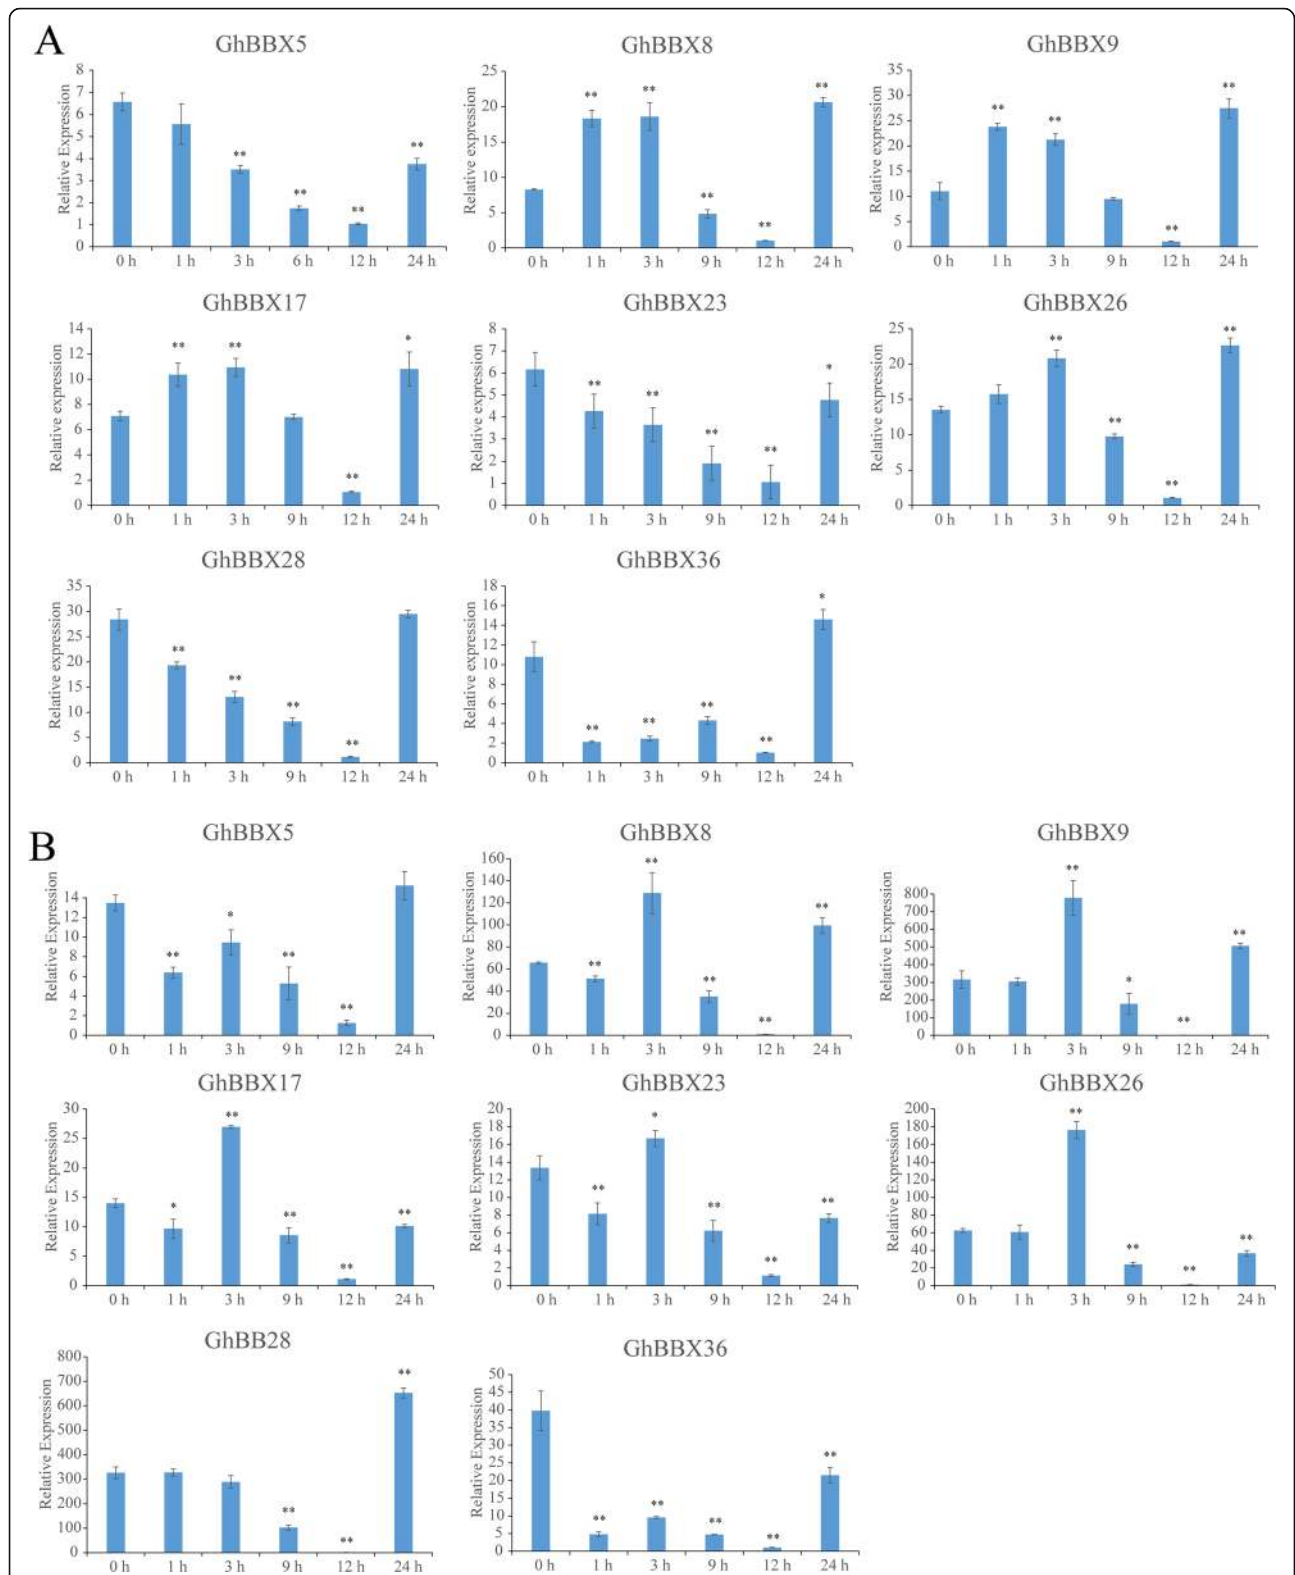 A
GhBBX5
8
7
6
5
4
3
2
1
0
Relative Expression
** ** ** **
0 h 1 h 3 h 6 h 12 h 24 h
GhBBX8
25
20
15
10
5
0
Relative Expression
** ** ** ** **
0 h 1 h 3 h 9 h 12 h 24 h
GhBBX9
35
30
25
20
15
10
5
0
Relative expression
** ** ** **
0 h 1 h 3 h 9 h 12 h 24 h
GhBBX17
14
12
10
8
6
4
2
0
Relative expression
** ** ** *
0 h 1 h 3 h 9 h 12 h 24 h
GhBBX23
8
7
6
5
4
3
2
1
0
Relative expression
** ** ** ** *
0 h 1 h 3 h 9 h 12 h 24 h
GhBBX26
25
20
15
10
5
0
Relative expression
** ** ** **
0 h 1 h 3 h 9 h 12 h 24 h
GhBBX28
35
30
25
20
15
10
5
0
Relative expression
** ** ** **
0 h 1 h 3 h 9 h 12 h 24 h
GhBBX36
18
16
14
12
10
8
6
4
2
0
Relative expression
** ** ** ** *
0 h 1 h 3 h 9 h 12 h 24 h
B
GhBBX5
14
12
10
8
6
4
2
0
Relative Expression
** * ** **
0 h 1 h 3 h 9 h 12 h 24 h
GhBBX8
160
140
120
100
80
60
40
20
0
Relative Expression
** ** ** ** **
0 h 1 h 3 h 9 h 12 h 24 h
GhBBX9
800
700
600
500
400
300
200
100
0
Relative Expression
** * ** **
0 h 1 h 3 h 9 h 12 h 24 h
GhBBX17
30
25
20
15
10
5
0
Relative Expression
* ** ** ** **
0 h 1 h 3 h 9 h 12 h 24 h
GhBBX23
20
18
16
14
12
10
8
6
4
2
0
Relative Expression
** * ** ** **
0 h 1 h 3 h 9 h 12 h 24 h
GhBBX26
200
180
160
140
120
100
80
60
40
20
0
Relative Expression
** ** ** **
0 h 1 h 3 h 9 h 12 h 24 h
GhBB28
800
700
600
500
400
300
200
100
0
Relative Expression
** ** **
0 h 1 h 3 h 9 h 12 h 24 h
GhBBX36
50
45
40
35
30
25
20
15
10
5
0
Relative Expression
** ** ** ** **
0 h 1 h 3 h 9 h 12 h 24 h